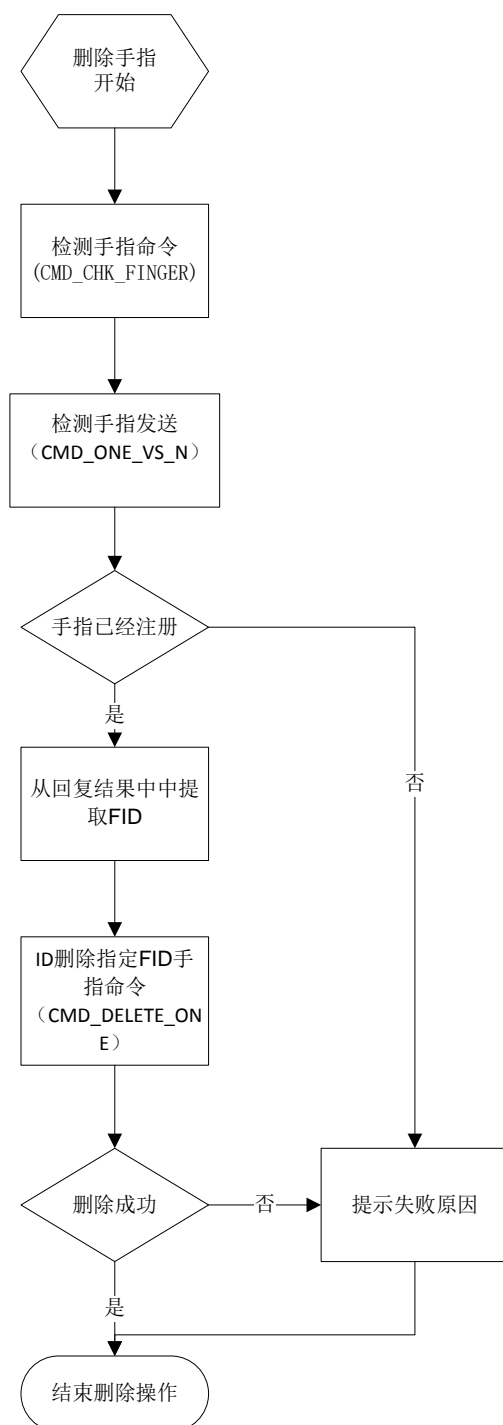 删除手指
开始
检测手指命令
(CMD_CHK_FINGER)
检测手指发送
（CMD_ONE_VS_N）
手指已经注册
是
否
从回复结果中中提
取FID
ID删除指定FID手
指命令
（CMD_DELETE_ON
E）
删除成功
否
提示失败原因
是
结束删除操作